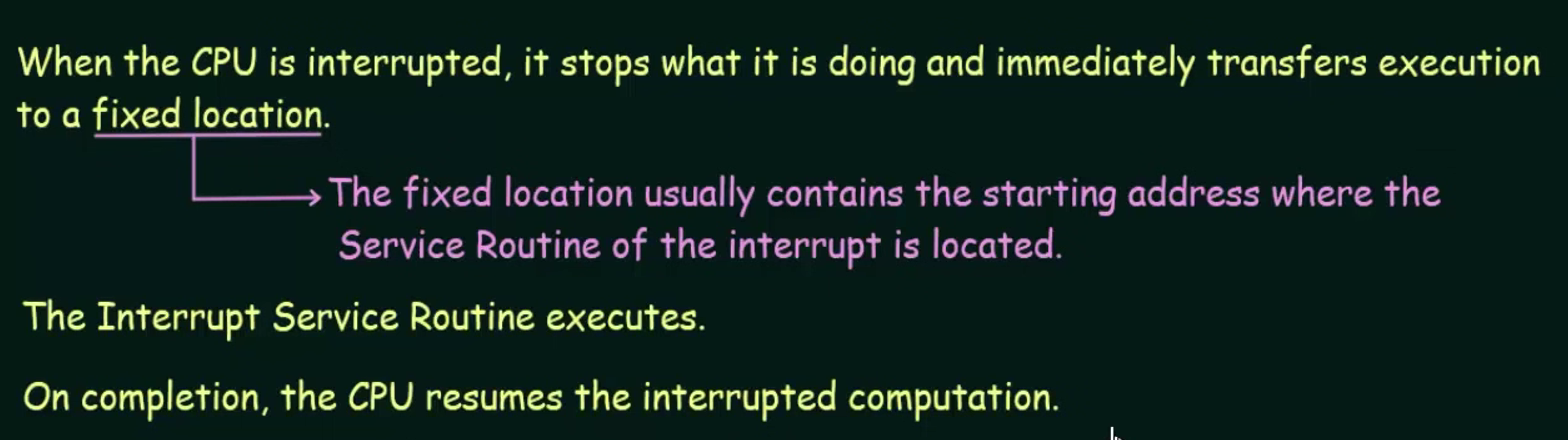 When the CPU is interrupted, it stops what it is doing and immediately transfers execution
to a fixed location.
The fixed location usually contains the starting address where the
Service Routine of the interrupt is located.
The Interrupt Service Routine executes.
On completion, the CPU resumes the interrupted computation.